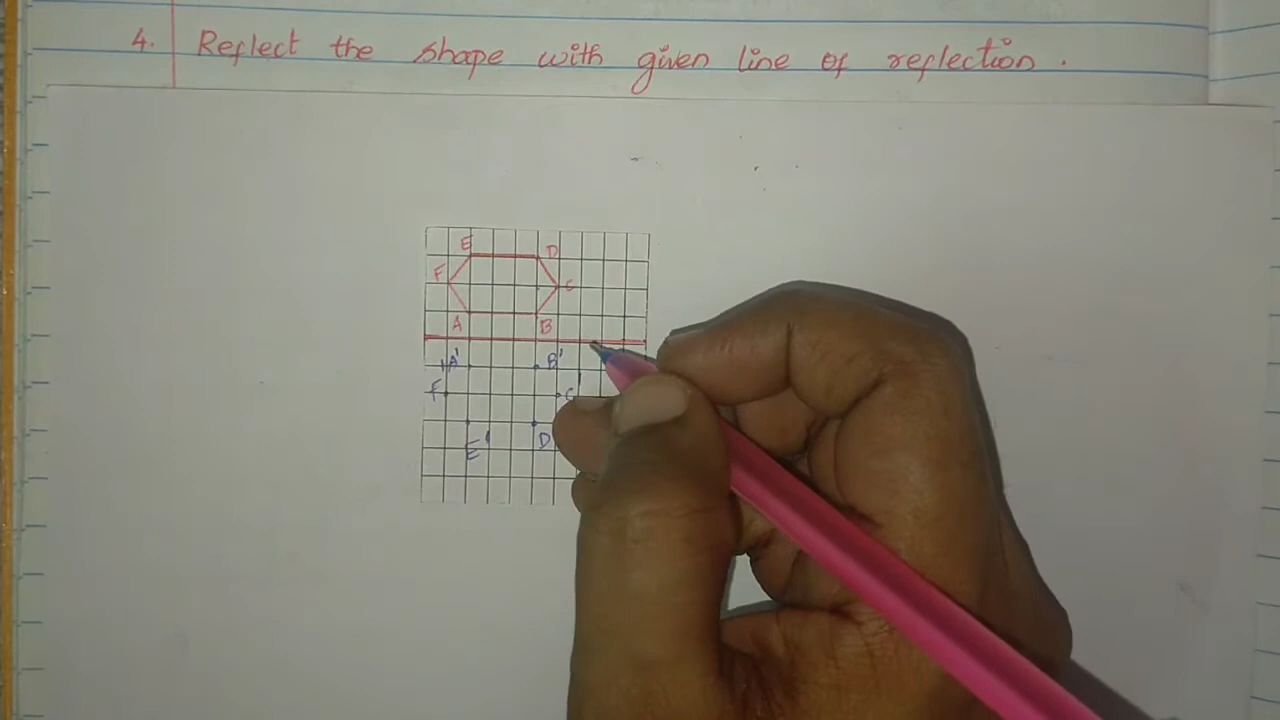 4. Reflect the shape with given line of reflection.
E D
F C
A B
A' B'
F C'
E' D